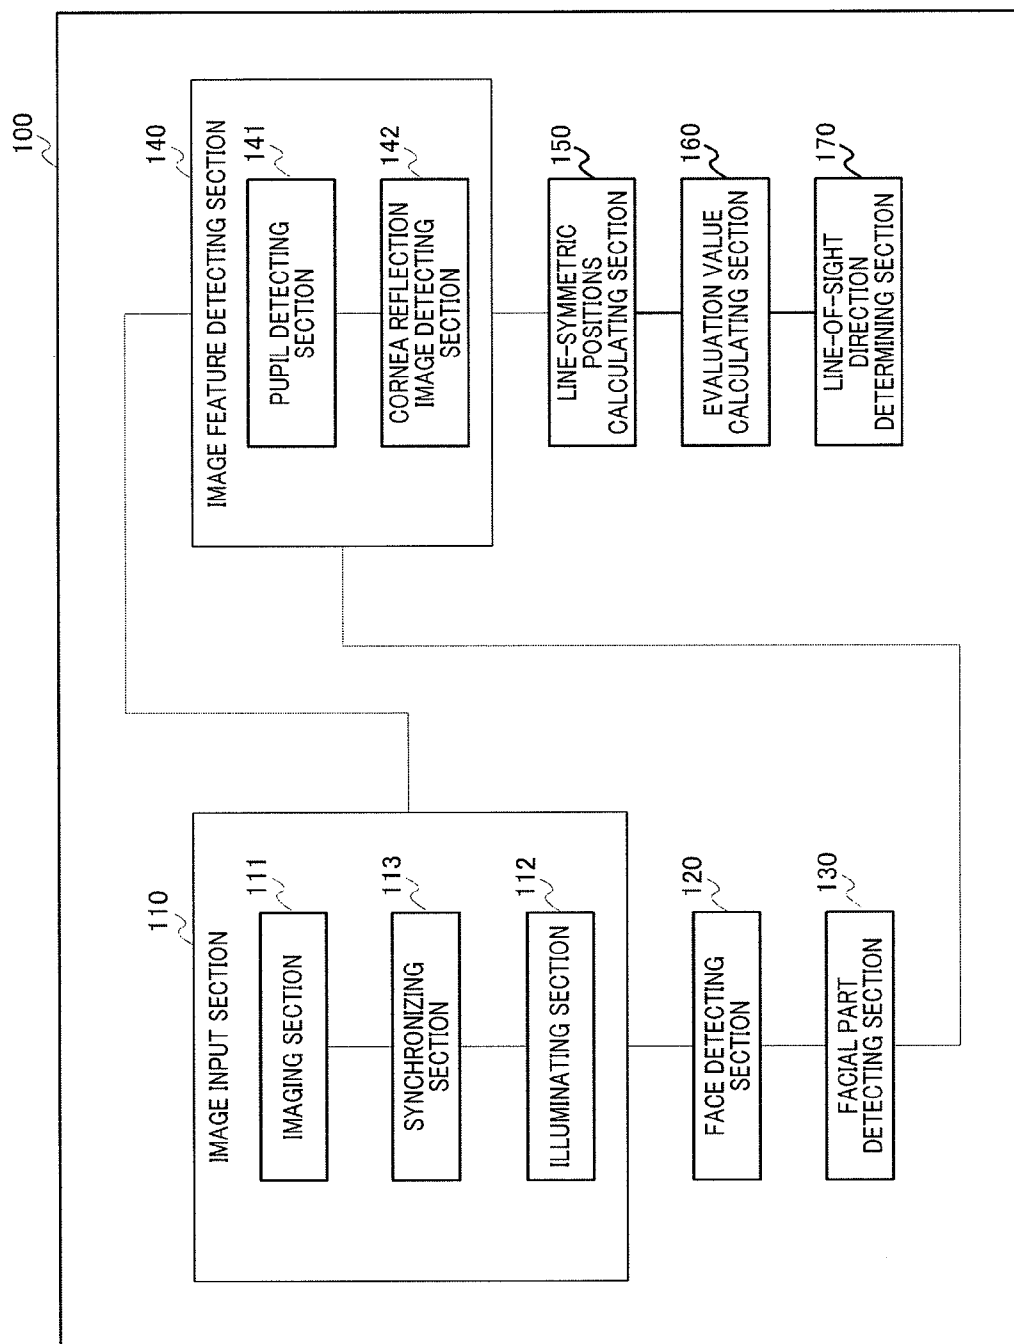 100
110
IMAGE INPUT SECTION
111
IMAGING SECTION
113
SYNCHRONIZING
SECTION
112
ILLUMINATING SECTION
120
FACE DETECTING
SECTION
130
FACIAL PART
DETECTING SECTION
140
IMAGE FEATURE DETECTING SECTION
141
PUPIL DETECTING
SECTION
142
CORNEA REFLECTION
IMAGE DETECTING
SECTION
150
LINE-SYMMETRIC
POSITIONS
CALCULATING SECTION
160
EVALUATION VALUE
CALCULATING SECTION
170
LINE-OF-SIGHT
DIRECTION
DETERMINING SECTION